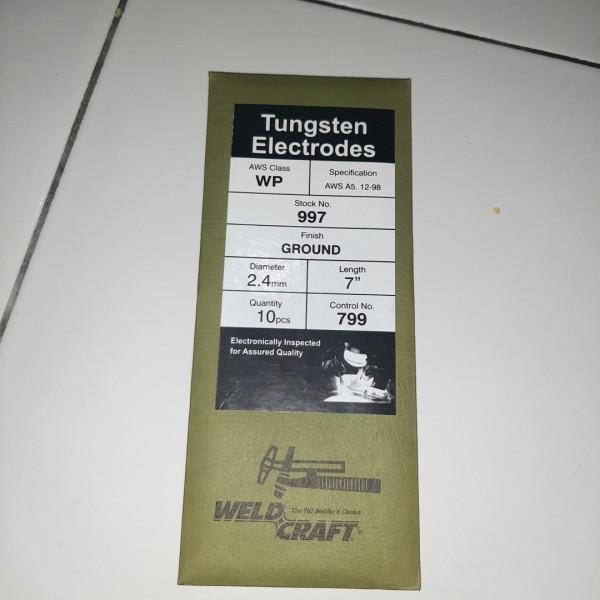 Tungsten
Electrodes
AWS Class
WP
Specification
AWS A5. 12-98
Stock No.
997
Finish
GROUND
Diameter
2.4mm
Length
7”
Quantity
10pcs
Control No.
799
Electronically Inspected
for Assured Quality
The TIG Welder's Choice
WELD
CRAFT